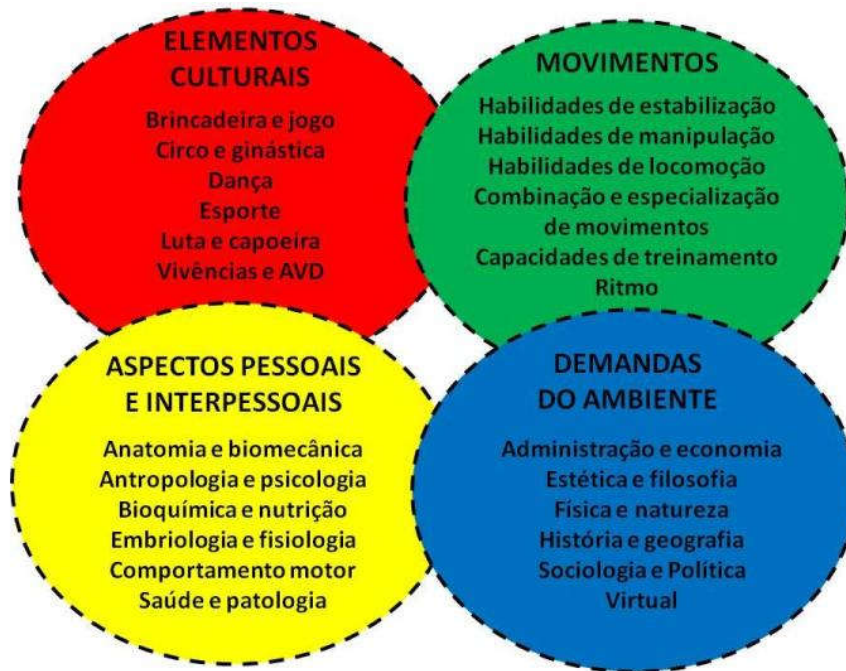 ELEMENTOS
CULTURAIS
Brincadeira e jogo
Circo e ginástica
Dança
Esporte
Luta e capoeira
Vivências e AVD
MOVIMENTOS
Habilidades de estabilização
Habilidades de manipulação
Habilidades de locomoção
Combinação e especialização
de movimentos
Capacidades de treinamento
Ritmo
ASPECTOS PESSOAIS
E INTERPESSOAIS
Anatomia e biomecânica
Antropologia e psicologia
Bioquímica e nutrição
Embriologia e fisiologia
Comportamento motor
Saúde e patologia
DEMANDAS
DO AMBIENTE
Administração e economia
Estética e filosofia
Física e natureza
História e geografia
Sociologia e Política
Virtual